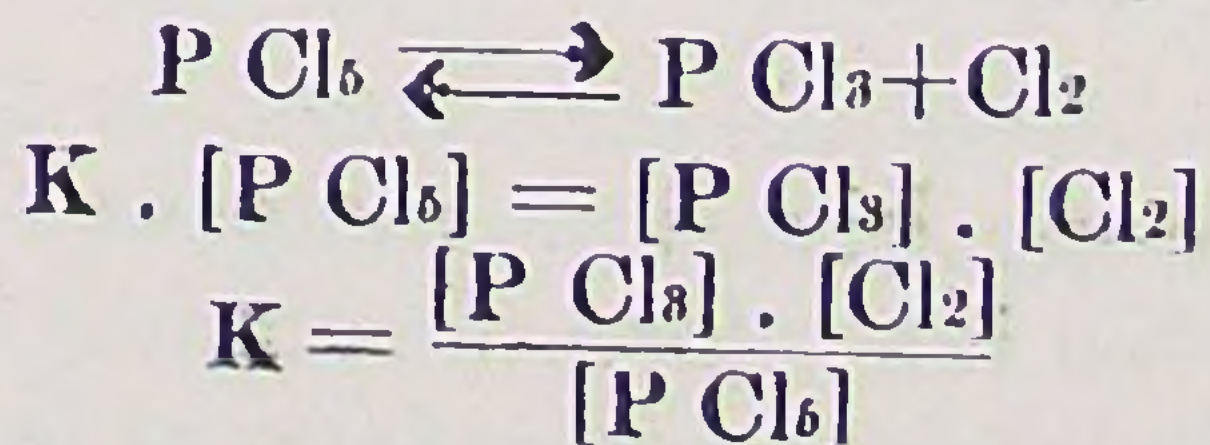 P Cl₅ ⇄ P Cl₃+Cl₂
K . [P Cl₅] = [P Cl₃] . [Cl₂]
K = [P Cl₃] . [Cl₂]
[P Cl₅]